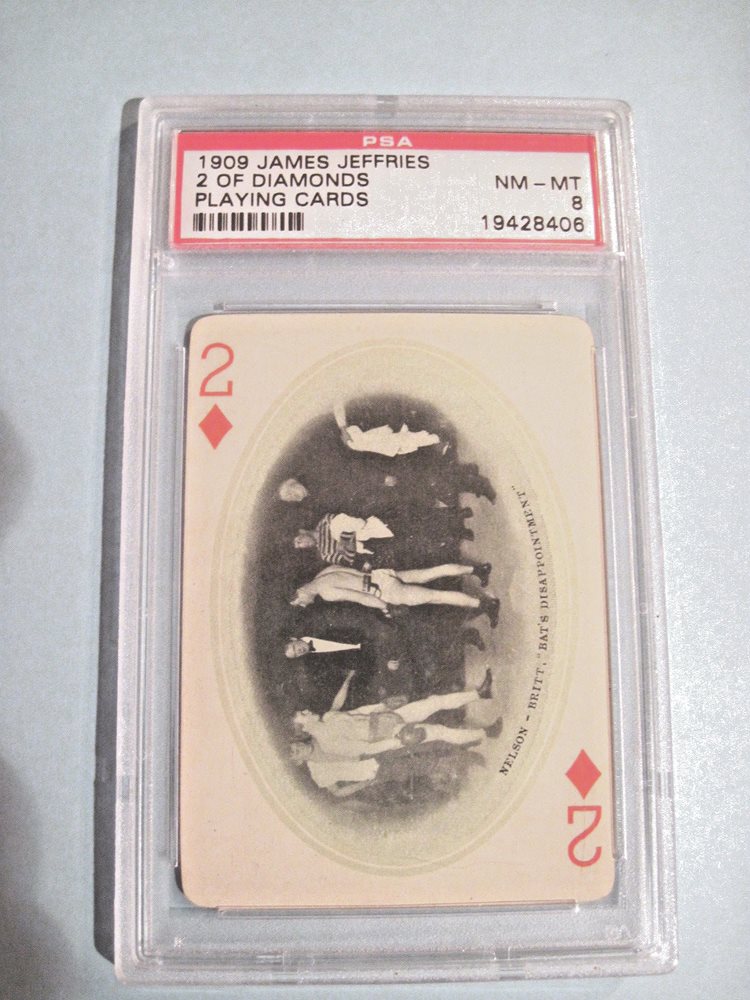 PSA
1909 JAMES JEFFRIES
2 OF DIAMONDS NM - MT
PLAYING CARDS 8
19428406
2
NELSON - BRITT, "BAT'S DISAPPOINTMENT"
2